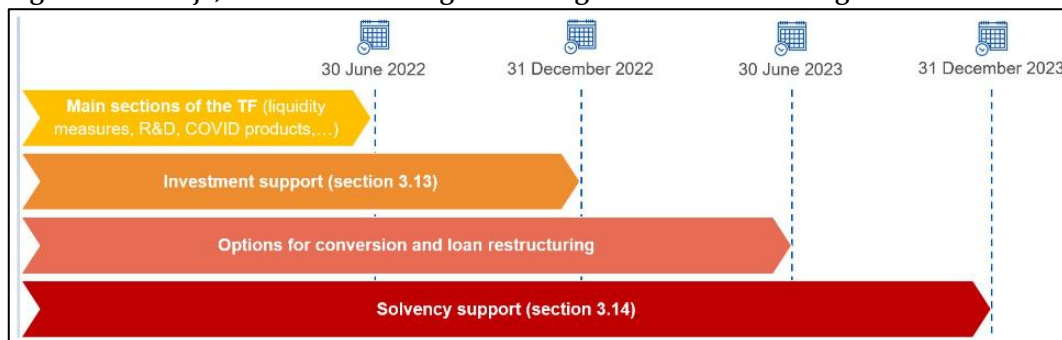 30 June 2022
31 December 2022
30 June 2023
31 December 2023
Main sections of the TF (liquidity
measures, R&D, COVID products,…)
Investment support (section 3.13)
Options for conversion and loan restructuring
Solvency support (section 3.14)